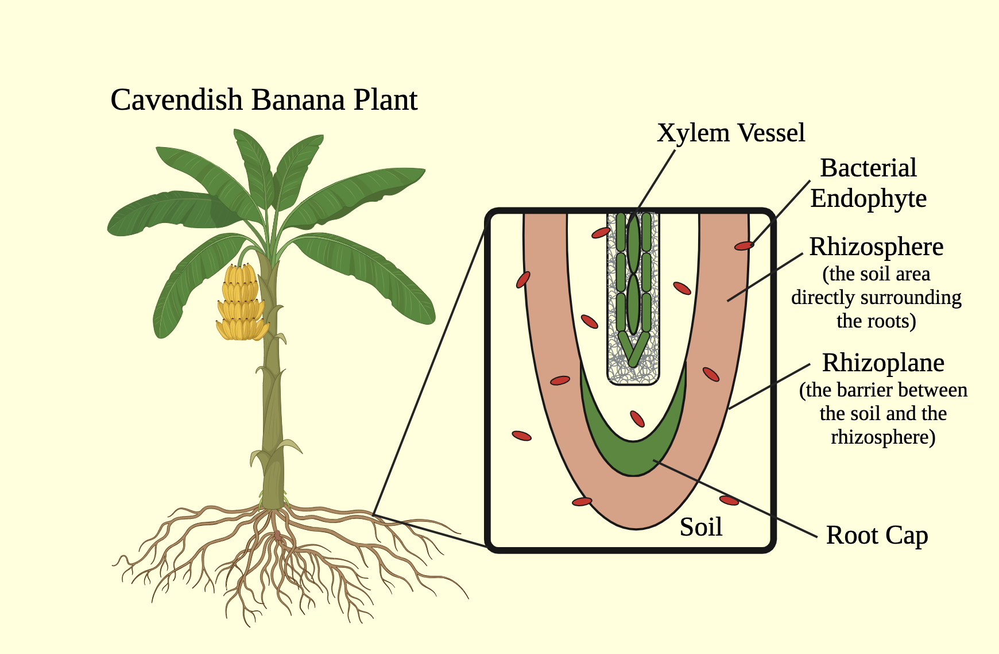 Cavendish Banana Plant
Xylem Vessel
Bacterial
Endophyte
Rhizosphere
(the soil area
directly surrounding
the roots)
Rhizoplane
(the barrier between
the soil and the
rhizosphere)
Soil
Root Cap